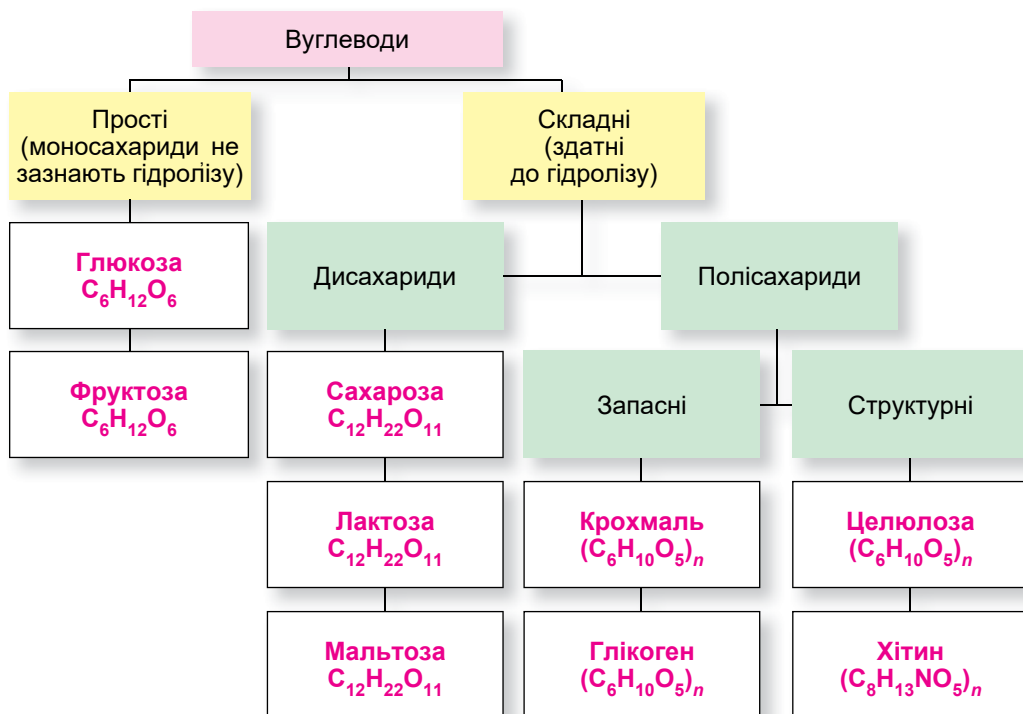 Вуглеводи
Прості
(моносахариди не
зазнають гідролізу)
Складні
(здатні
до гідролізу)
Глюкоза
C₆H₁₂O₆
Фруктоза
C₆H₁₂O₆
Дисахариди
Полісахариди
Сахароза
C₁₂H₂₂O₁₁
Лактоза
C₁₂H₂₂O₁₁
Мальтоза
C₁₂H₂₂O₁₁
Запасні
Структурні
Крохмаль
(C₆H₁₀O₅)ₙ
Глікоген
(C₆H₁₀O₅)ₙ
Целюлоза
(C₆H₁₀O₅)ₙ
Хітин
(C₈H₁₃NO₅)ₙ